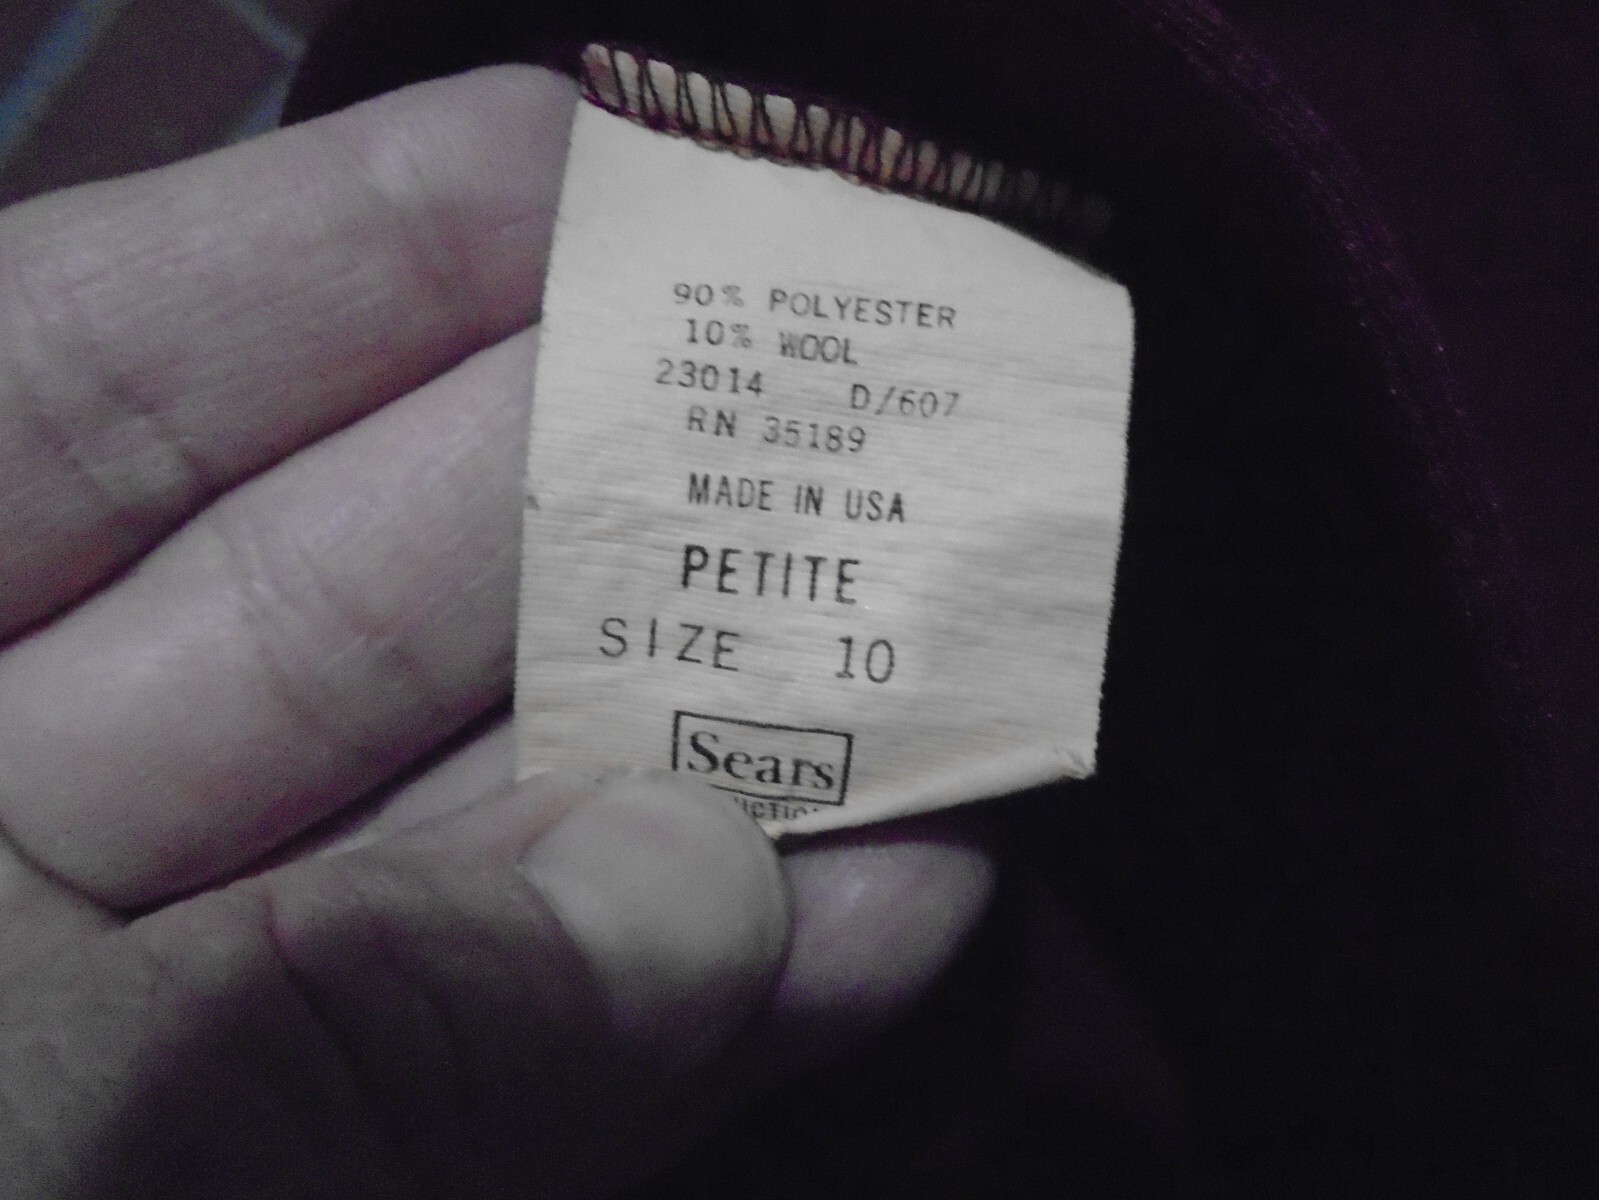 90% POLYESTER
10% WOOL
23014 D/607
RN 35189
MADE IN USA
PETITE
SIZE 10
Sears